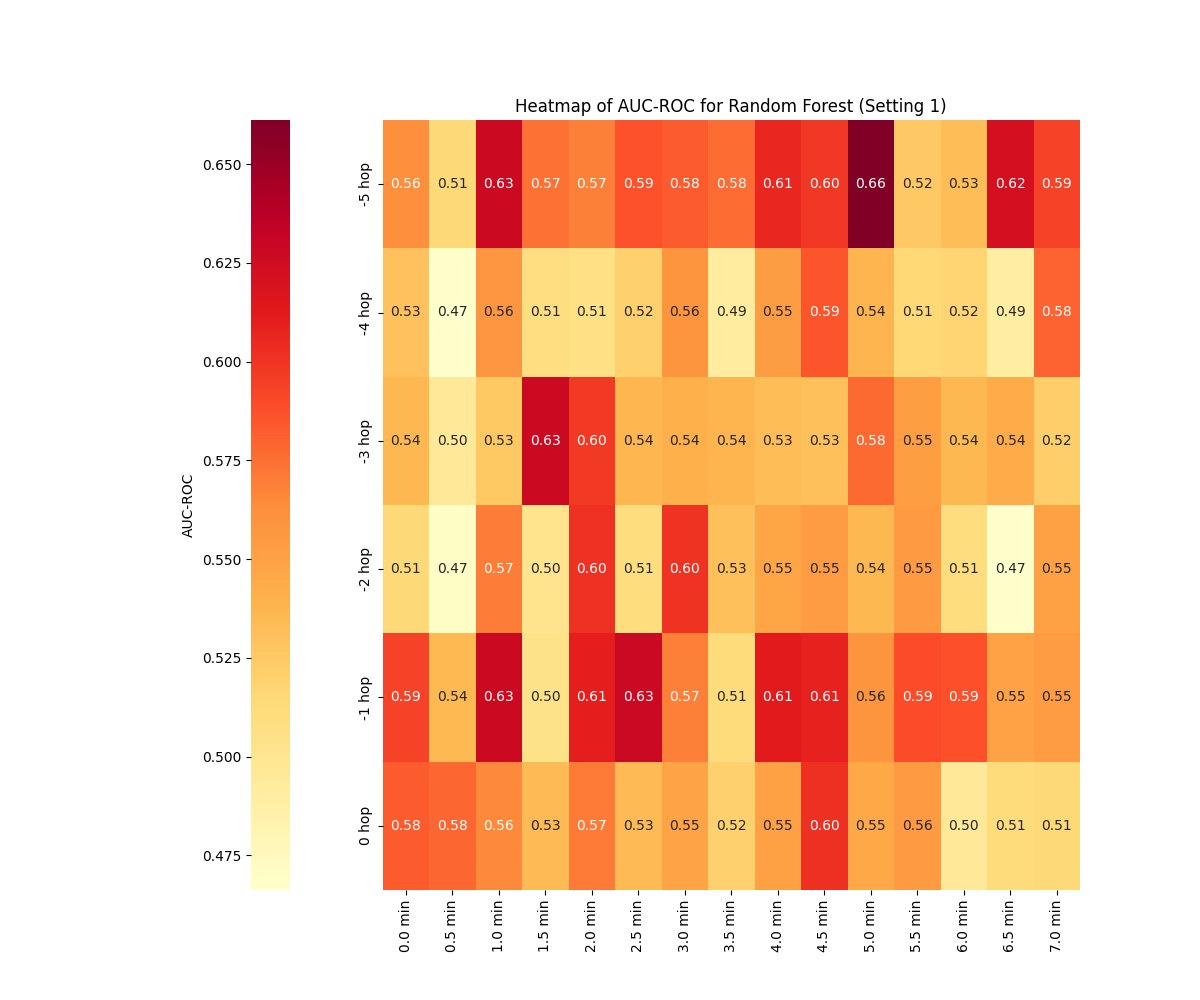 Heatmap of AUC-ROC for Random Forest (Setting 1)
AUC-ROC
0.650
0.625
0.600
0.575
0.550
0.525
0.500
0.475
-5 hop 0.56 0.51 0.63 0.57 0.57 0.59 0.58 0.58 0.61 0.60 0.66 0.52 0.53 0.62 0.59
-4 hop 0.53 0.47 0.56 0.51 0.51 0.52 0.56 0.49 0.55 0.59 0.54 0.51 0.52 0.49 0.58
-3 hop 0.54 0.50 0.53 0.63 0.60 0.54 0.54 0.54 0.53 0.53 0.58 0.55 0.54 0.54 0.52
-2 hop 0.51 0.47 0.57 0.50 0.60 0.51 0.60 0.53 0.55 0.55 0.54 0.55 0.51 0.47 0.55
-1 hop 0.59 0.54 0.63 0.50 0.61 0.63 0.57 0.51 0.61 0.61 0.56 0.59 0.59 0.55 0.55
0 hop 0.58 0.58 0.56 0.53 0.57 0.53 0.55 0.52 0.55 0.60 0.55 0.56 0.50 0.51 0.51
0.0 min 0.5 min 1.0 min 1.5 min 2.0 min 2.5 min 3.0 min 3.5 min 4.0 min 4.5 min 5.0 min 5.5 min 6.0 min 6.5 min 7.0 min